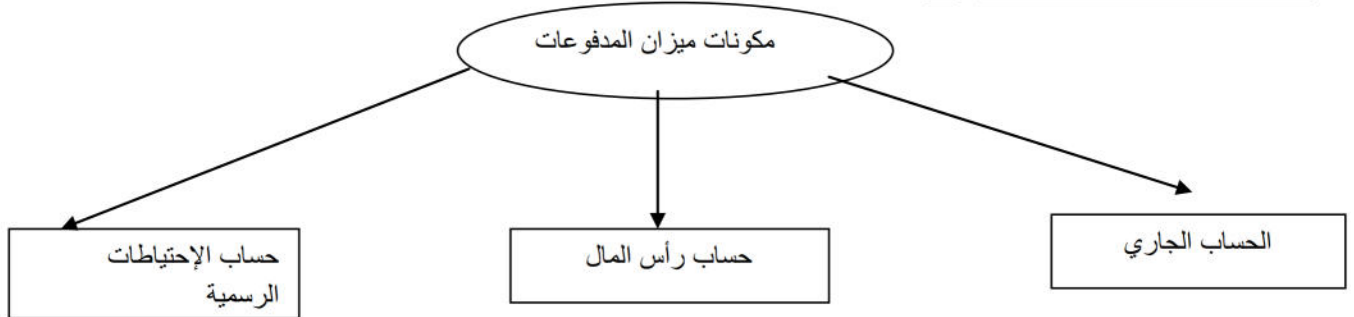 مكونات ميزان المدفوعات
الحساب الجاري
حساب رأس المال
حساب الإحتياطات
الرسمية